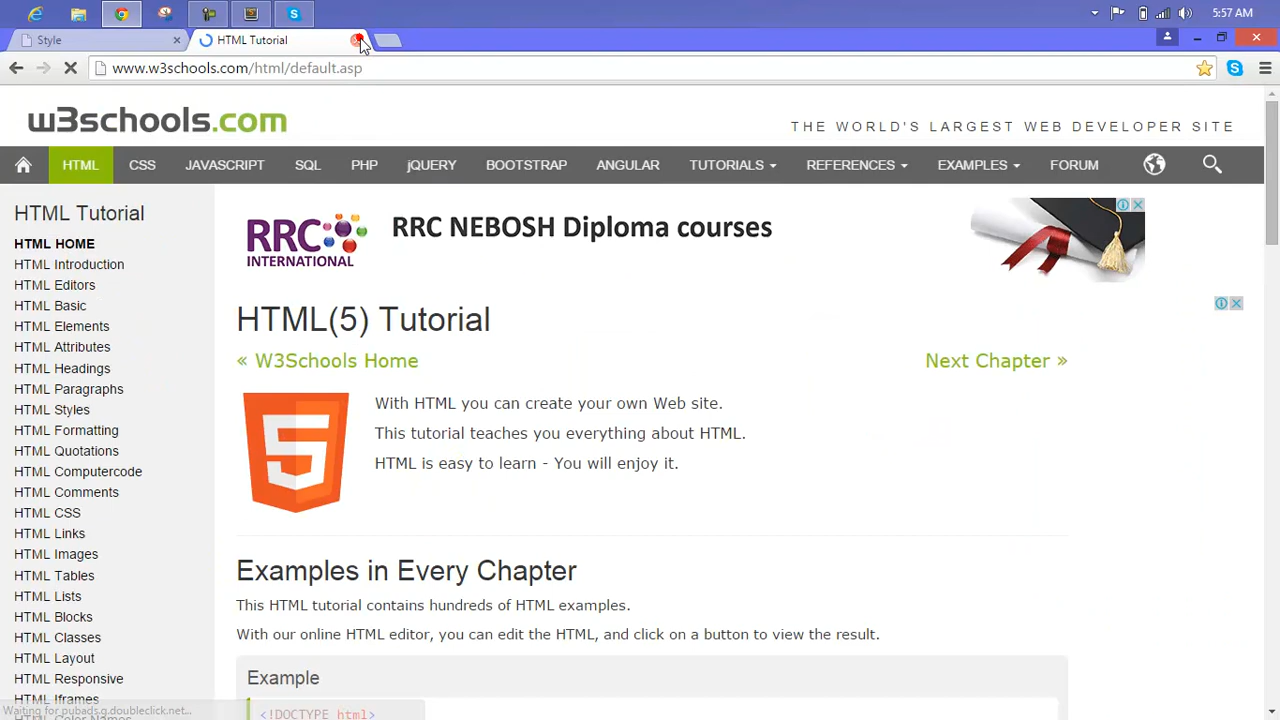 5:57 AM
Style
HTML Tutorial
www.w3schools.com/html/default.asp
w3schools.com
THE WORLD'S LARGEST WEB DEVELOPER SITE
HTML CSS JAVASCRIPT SQL PHP jQUERY BOOTSTRAP ANGULAR TUTORIALS REFERENCES EXAMPLES FORUM
HTML Tutorial
HTML HOME
HTML Introduction
HTML Editors
HTML Basic
HTML Elements
HTML Attributes
HTML Headings
HTML Paragraphs
HTML Styles
HTML Formatting
HTML Quotations
HTML Computercode
HTML Comments
HTML CSS
HTML Links
HTML Images
HTML Tables
HTML Lists
HTML Blocks
HTML Classes
HTML Layout
HTML Responsive
HTML Iframes
HTML Color Names
Waiting for pubads.g.doubleclick.net...
RRC
INTERNATIONAL
RRC NEBOSH Diploma courses
HTML(5) Tutorial
« W3Schools Home
Next Chapter »
5
With HTML you can create your own Web site.
This tutorial teaches you everything about HTML.
HTML is easy to learn - You will enjoy it.
Examples in Every Chapter
This HTML tutorial contains hundreds of HTML examples.
With our online HTML editor, you can edit the HTML, and click on a button to view the result.
Example
<!DOCTYPE html>